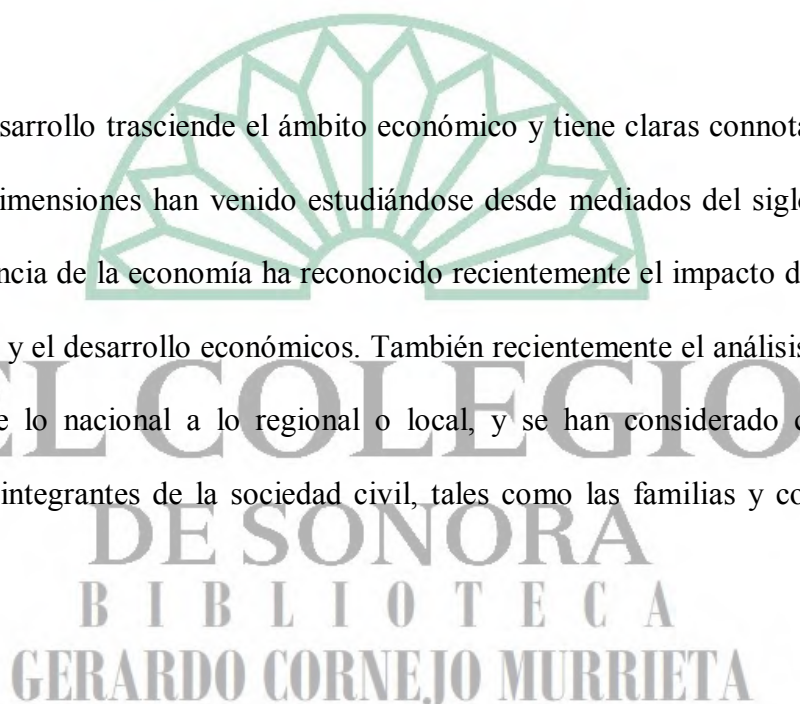 sarrollo trasciende el ámbito económico y tiene claras connota
imensiones han venido estudiándose desde mediados del siglo
ncia de la economía ha reconocido recientemente el impacto d
y el desarrollo económicos. También recientemente el análisis
e lo nacional a lo regional o local, y se han considerado c
EL COLEGIO
integrantes de la sociedad civil, tales como las familias y co
DE SONORA
BIBLIOTECA
GERARDO CORNEJO MURRIETA